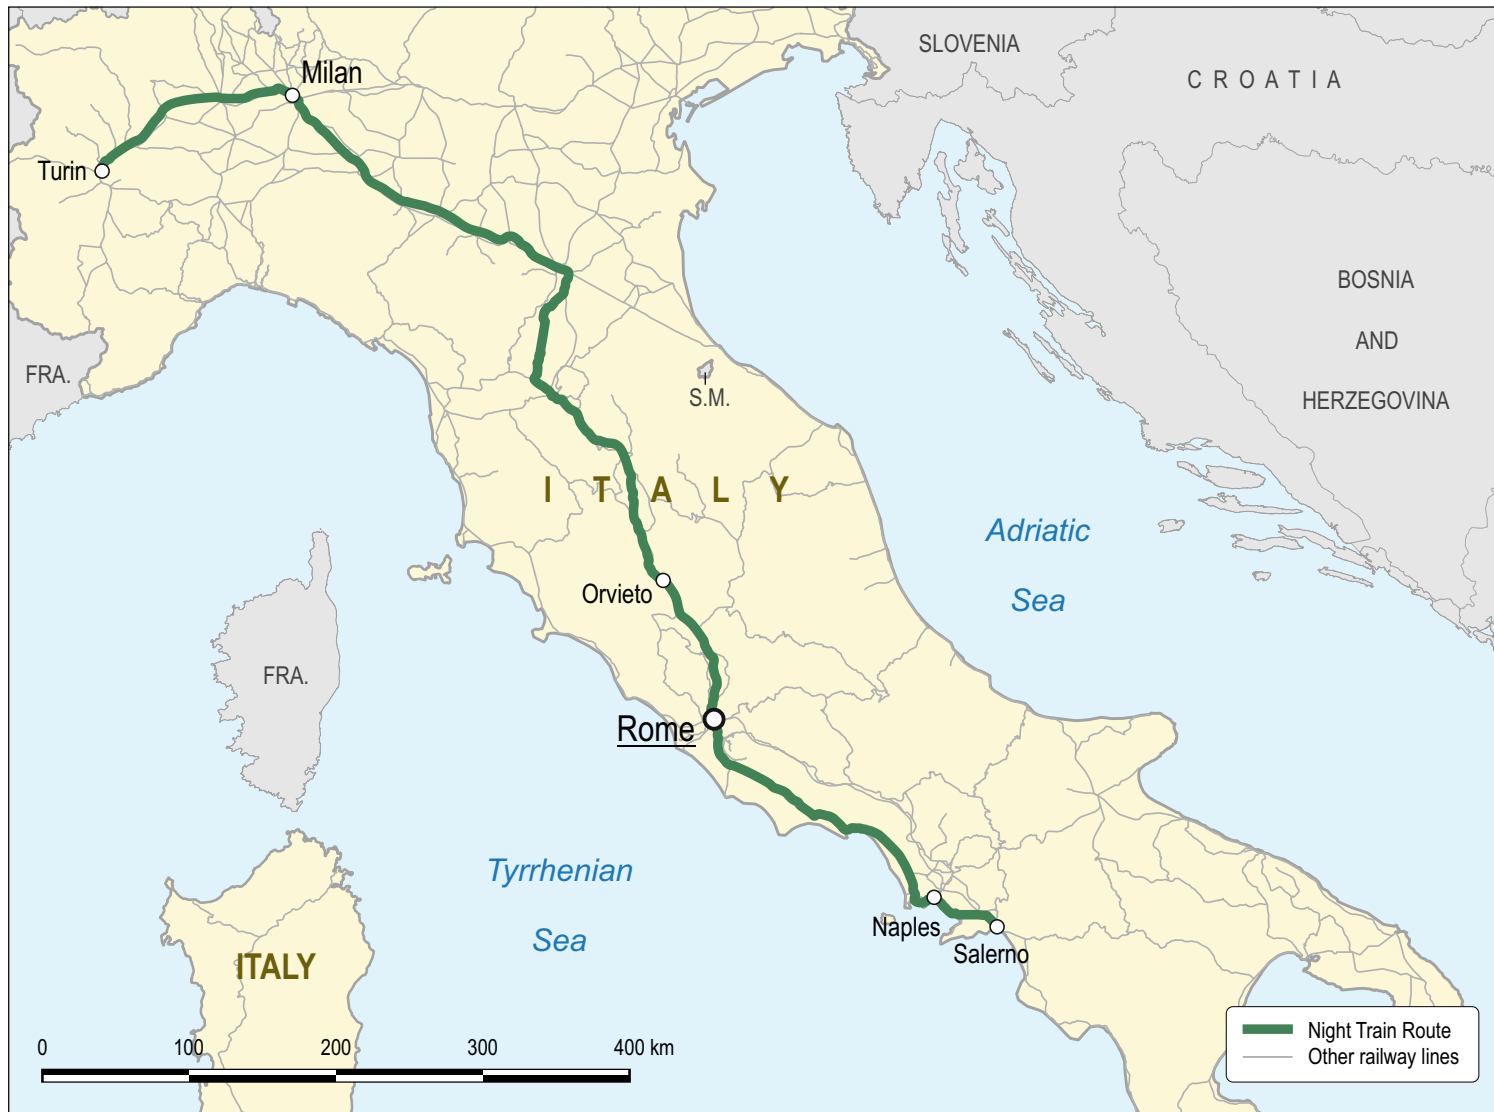 SLOVENIA
CROATIA
Milan
Turin
BOSNIA
AND
HERZEGOVINA
FRA.
S.M.
ITALY
Adriatic
Sea
Orvieto
FRA.
Rome
Tyrrhenian
Sea
Naples
Salerno
ITALY
0 100 200 300 400 km
Night Train Route
Other railway lines